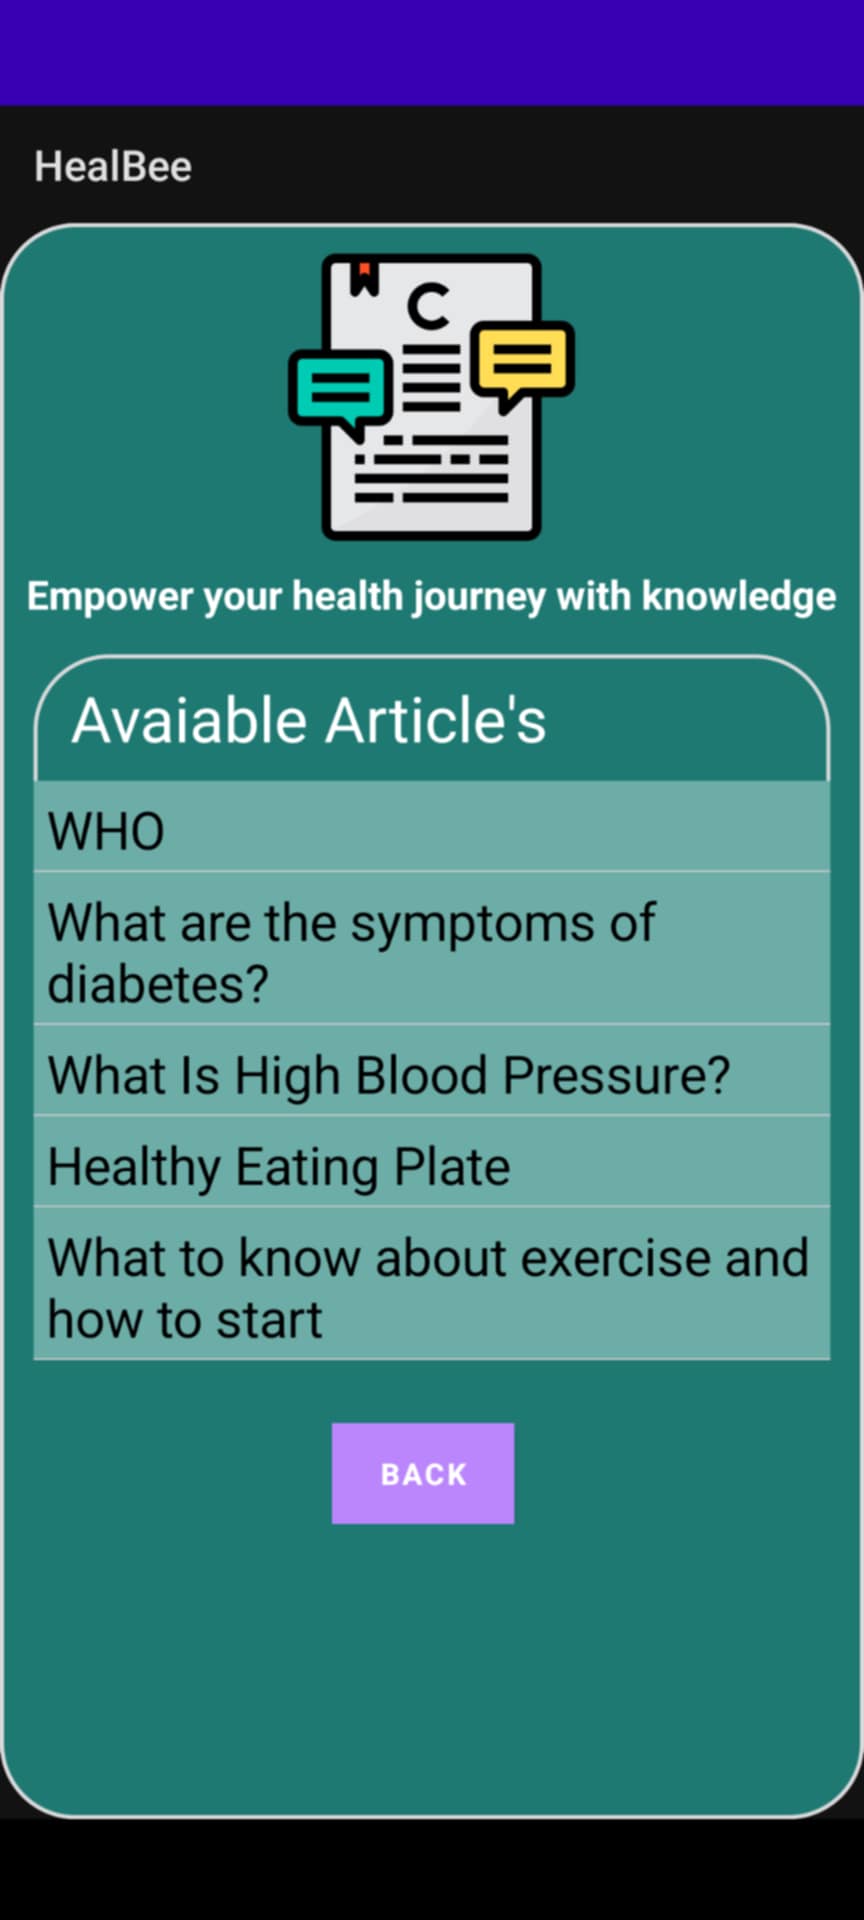 HealBee
C
Empower your health journey with knowledge
Avaiable Article's
WHO
What are the symptoms of
diabetes?
What Is High Blood Pressure?
Healthy Eating Plate
What to know about exercise and
how to start
BACK